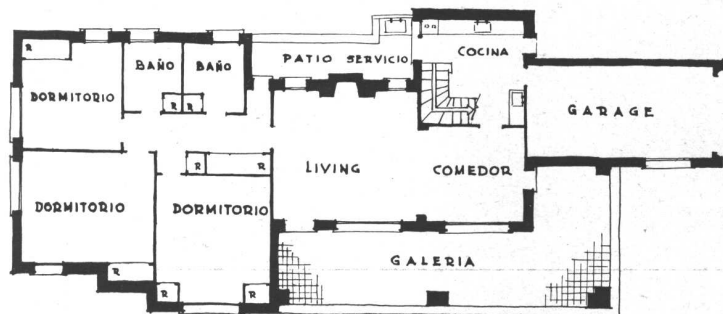 R
BAÑO
BAÑO
PATIO SERVICIO
COCINA
DORMITORIO
R
R
GARAGE
R
R
LIVING
COMEDOR
DORMITORIO
DORMITORIO
GALERIA
R
R
R